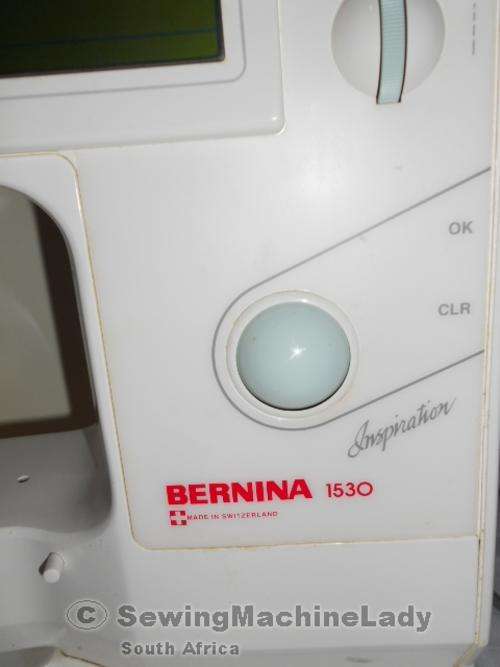 OK
CLR
Inspiration
BERNINA 1530
MADE IN SWITZERLAND
© SewingMachineLady
South Africa